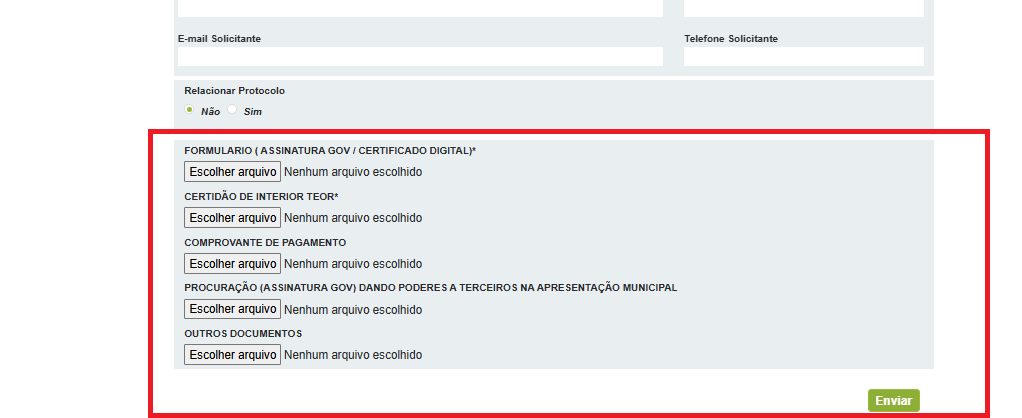 E-mail Solicitante Telefone Solicitante
Relacionar Protocolo
Não Sim
FORMULARIO ( ASSINATURA GOV / CERTIFICADO DIGITAL)*
Escolher arquivo Nenhum arquivo escolhido
CERTIDÃO DE INTERIOR TEOR*
Escolher arquivo Nenhum arquivo escolhido
COMPROVANTE DE PAGAMENTO
Escolher arquivo Nenhum arquivo escolhido
PROCURAÇÃO (ASSINATURA GOV) DANDO PODERES A TERCEIROS NA APRESENTAÇÃO MUNICIPAL
Escolher arquivo Nenhum arquivo escolhido
OUTROS DOCUMENTOS
Escolher arquivo Nenhum arquivo escolhido
Enviar